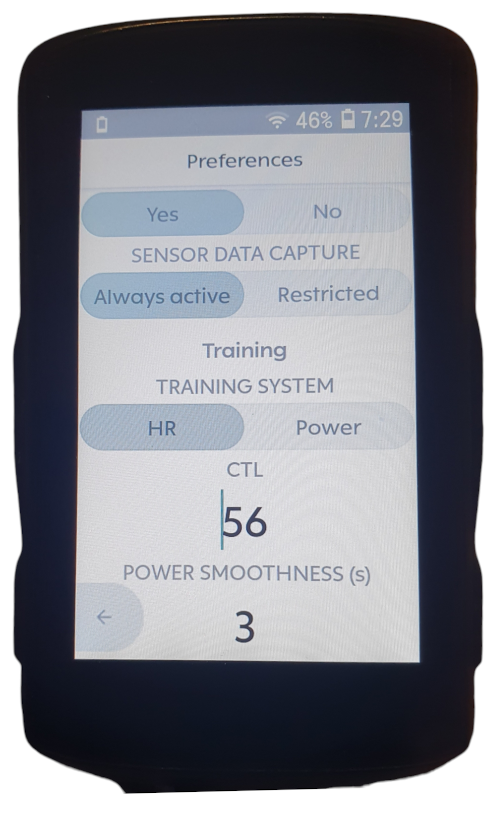 46% 7:29
Preferences
Yes No
SENSOR DATA CAPTURE
Always active Restricted
Training
TRAINING SYSTEM
HR Power
CTL
56
POWER SMOOTHNESS (s)
3